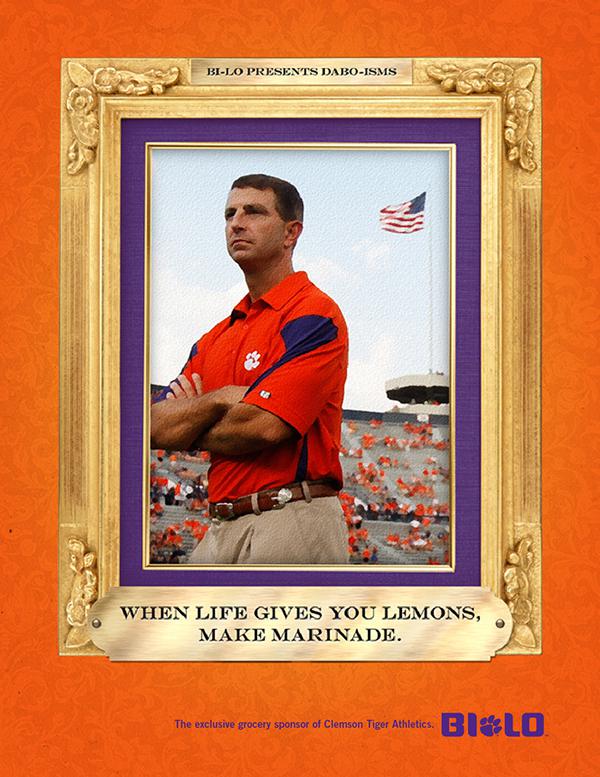 BI-LO PRESENTS DABO-ISMS
WHEN LIFE GIVES YOU LEMONS,
MAKE MARINADE.
The exclusive grocery sponsor of Clemson Tiger Athletics. BI-LO